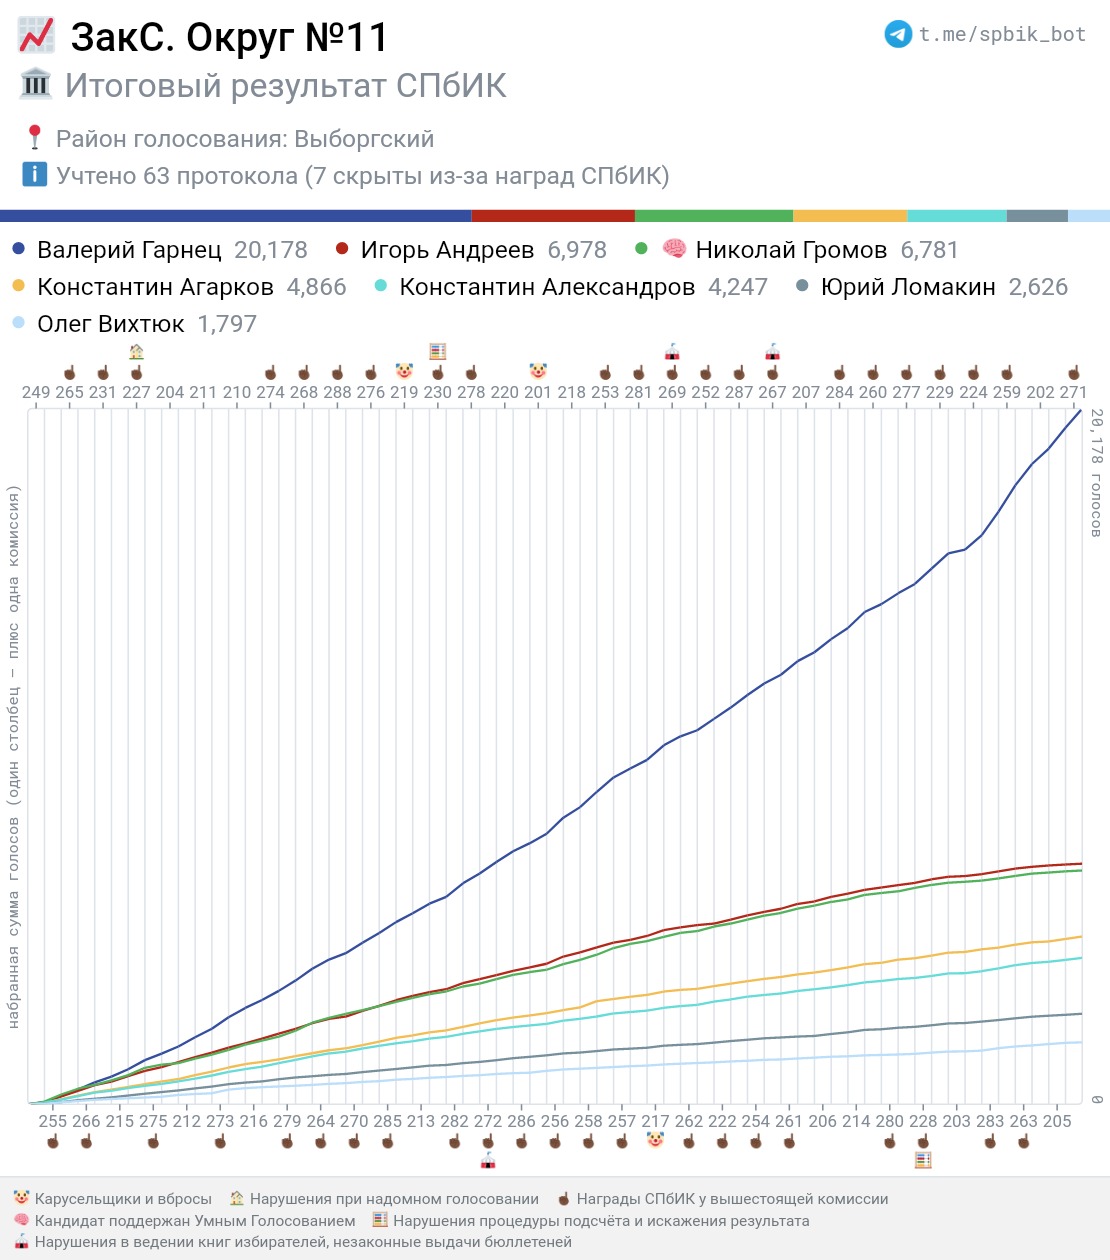 ЗакС. Округ №11
t.me/spbik_bot
Итоговый результат СПбИК
Район голосования: Выборгский
Учтено 63 протокола (7 скрыты из-за наград СПбИК)
Валерий Гарнец 20,178 Игорь Андреев 6,978 Николай Громов 6,781
Константин Агарков 4,866 Константин Александров 4,247 Юрий Ломакин 2,626
Олег Вихтюк 1,797
249 265 231 227 204 211 210 274 268 288 276 219 230 278 220 201 218 253 281 269 252 287 267 207 284 260 277 229 224 259 202 271
20,178 голосов
набранная сумма голосов (один столбец – плюс одна комиссия)
0
255 266 215 275 212 273 216 279 264 270 285 213 282 272 286 256 258 257 217 262 222 254 261 206 214 280 228 203 283 263 205
Карусельщики и вбросы Нарушения при надомном голосовании Награды СПбИК у вышестоящей комиссии
Кандидат поддержан Умным Голосованием Нарушения процедуры подсчёта и искажения результата
Нарушения в ведении книг избирателей, незаконные выдачи бюллетеней